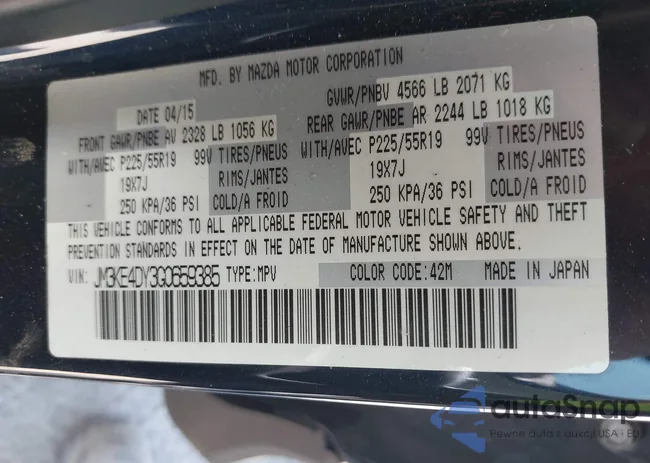 MFD. BY MAZDA MOTOR CORPORATION
DATE 04/15
GVWR/PNBV 4566 LB 2071 KG
FRONT GAWR/PNBE AV 2328 LB 1056 KG
REAR GAWR/PNBE AR 2244 LB 1018 KG
WITH/AVEC P225/55R19 99V TIRES/PNEUS
WITH/AVEC P225/55R19 99V TIRES/PNEUS
19X7J RIMS/JANTES
19X7J RIMS/JANTES
250 KPA/36 PSI COLD/A FROID
250 KPA/36 PSI COLD/A FROID
THIS VEHICLE CONFORMS TO ALL APPLICABLE FEDERAL MOTOR VEHICLE SAFETY AND THEFT
PREVENTION STANDARDS IN EFFECT ON THE DATE OF MANUFACTURE SHOWN ABOVE.
VIN: JM3KE4DY3G0659385 TYPE:MPV COLOR CODE:42M MADE IN JAPAN
autoSnap
Pewne auta z aukcji USA i EU